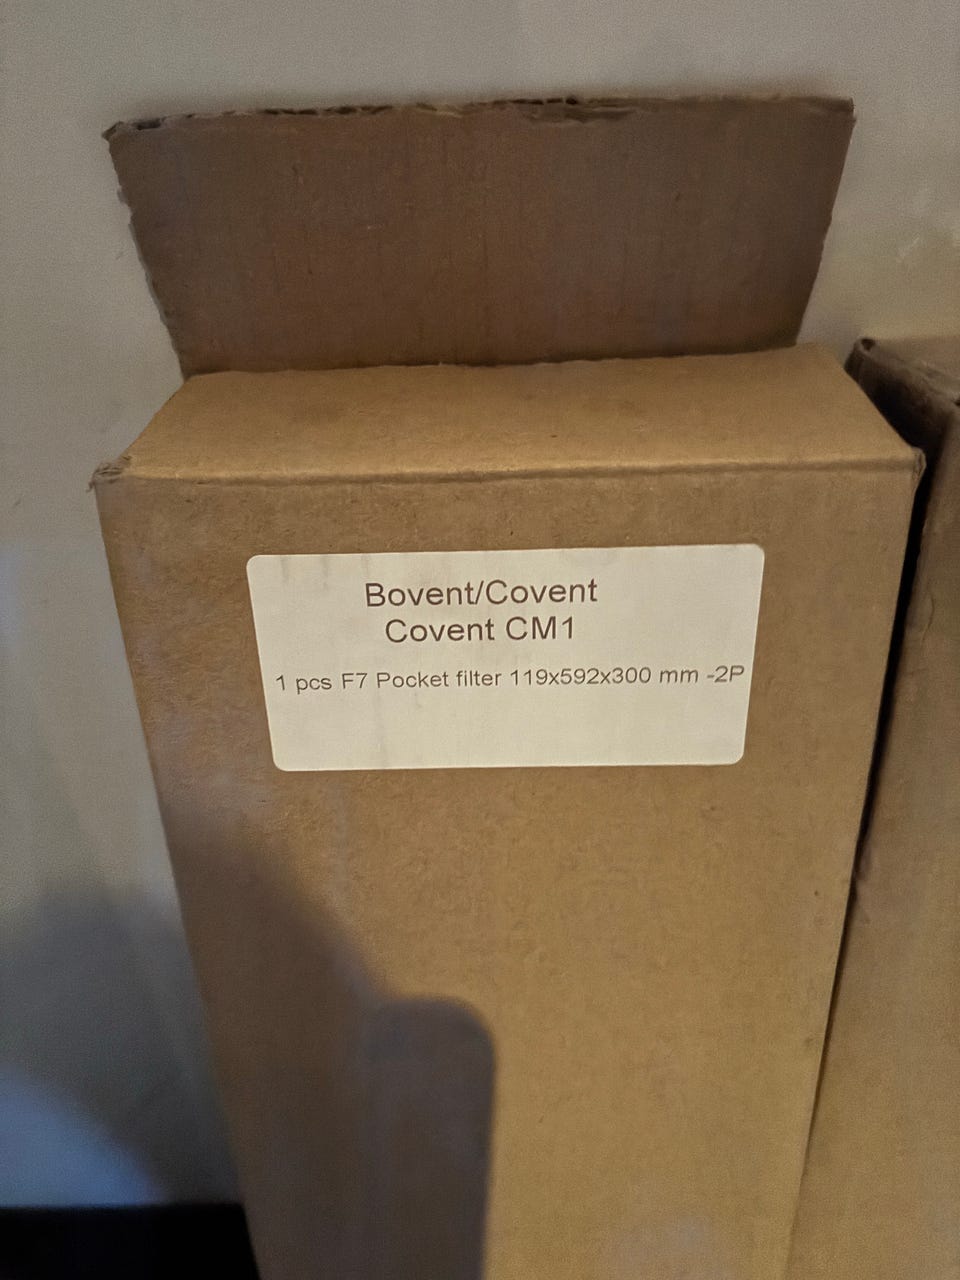 Bovent/Covent
Covent CM1
1 pcs F7 Pocket filter 119x592x300 mm -2P